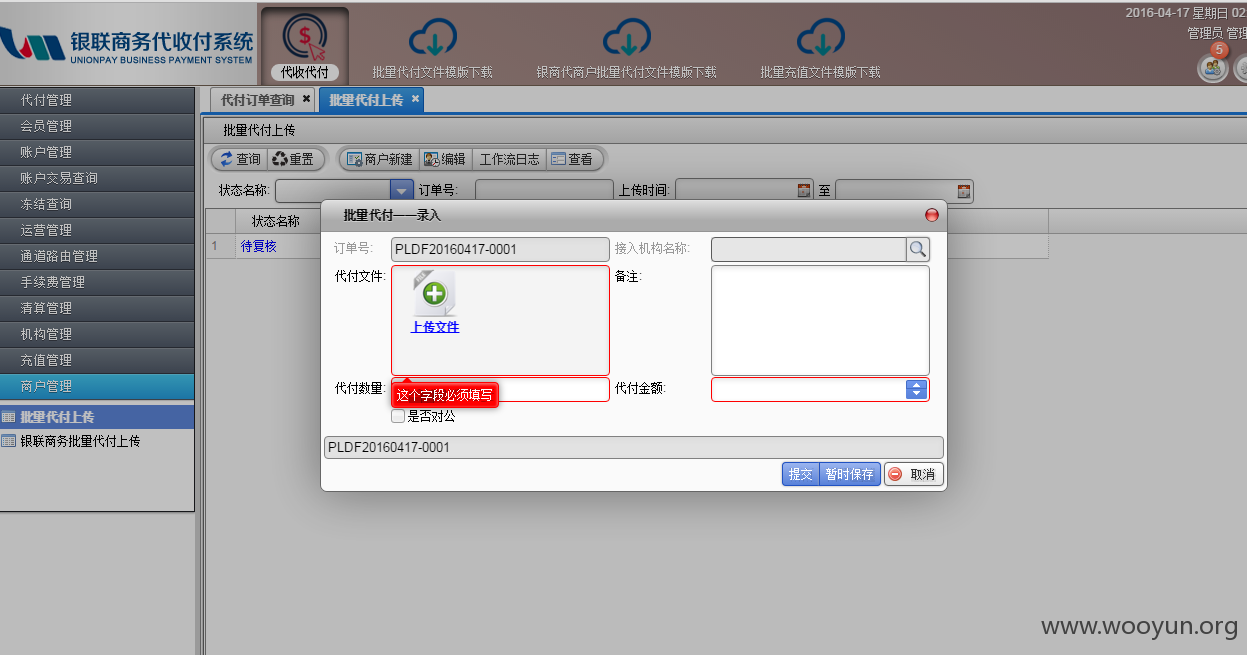 2016-04-17 星期日 02:
管理员 管理
5
银联商务代收付系统
UNIONPAY BUSINESS PAYMENT SYSTEM
代收代付
批量代付文件模版下载
银商代商户批量代付文件模版下载
批量充值文件模版下载
代付管理
会员管理
账户管理
账户交易查询
冻结查询
运营管理
通道路由管理
手续费管理
清算管理
机构管理
充值管理
商户管理
批量代付上传
银联商务批量代付上传
代付订单查询
批量代付上传
批量代付上传
查询
重置
商户新建
编辑
工作流日志
查看
状态名称:
订单号:
上传时间:
至
状态名称
1
待复核
批量代付——录入
订单号:
PLDF20160417-0001
接入机构名称:
代付文件:
上传文件
备注:
代付数量:
这个字段必须填写
代付金额:
是否对公
PLDF20160417-0001
提交
暂时保存
取消
www.wooyun.org